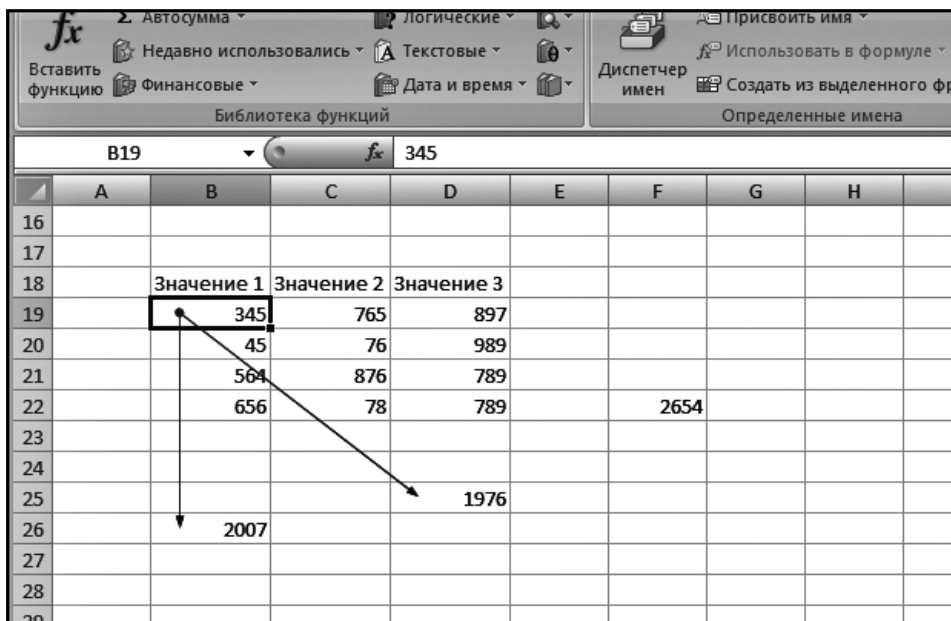 Σ Автосумма
Логические
Присвоить имя
fx
Недавно использовались
Текстовые
Использовать в формуле
Вставить функцию
Финансовые
Дата и время
Диспетчер имен
Создать из выделенного
Библиотека функций
Определенные имена
B19 fx 345
A B C D E F G H
16
17
18 Значение 1 Значение 2 Значение 3
19 345 765 897
20 45 76 989
21 564 876 789
22 656 78 789 2654
23
24
25 1976
26 2007
27
28
29